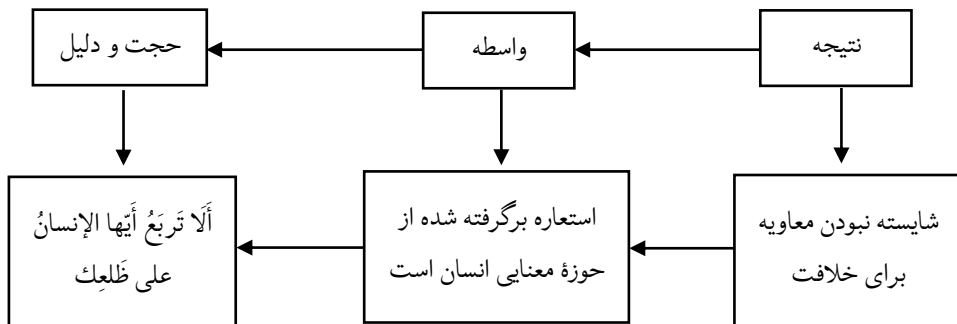 نتیجه
واسطه
حجت و دلیل
شایسته نبودن معاویه
برای خلافت
استعاره برگرفته شده از
حوزۀ معنایی انسان است
أَلَا تَربَعُ أَيّها الإنسانُ
على ظَلعِك